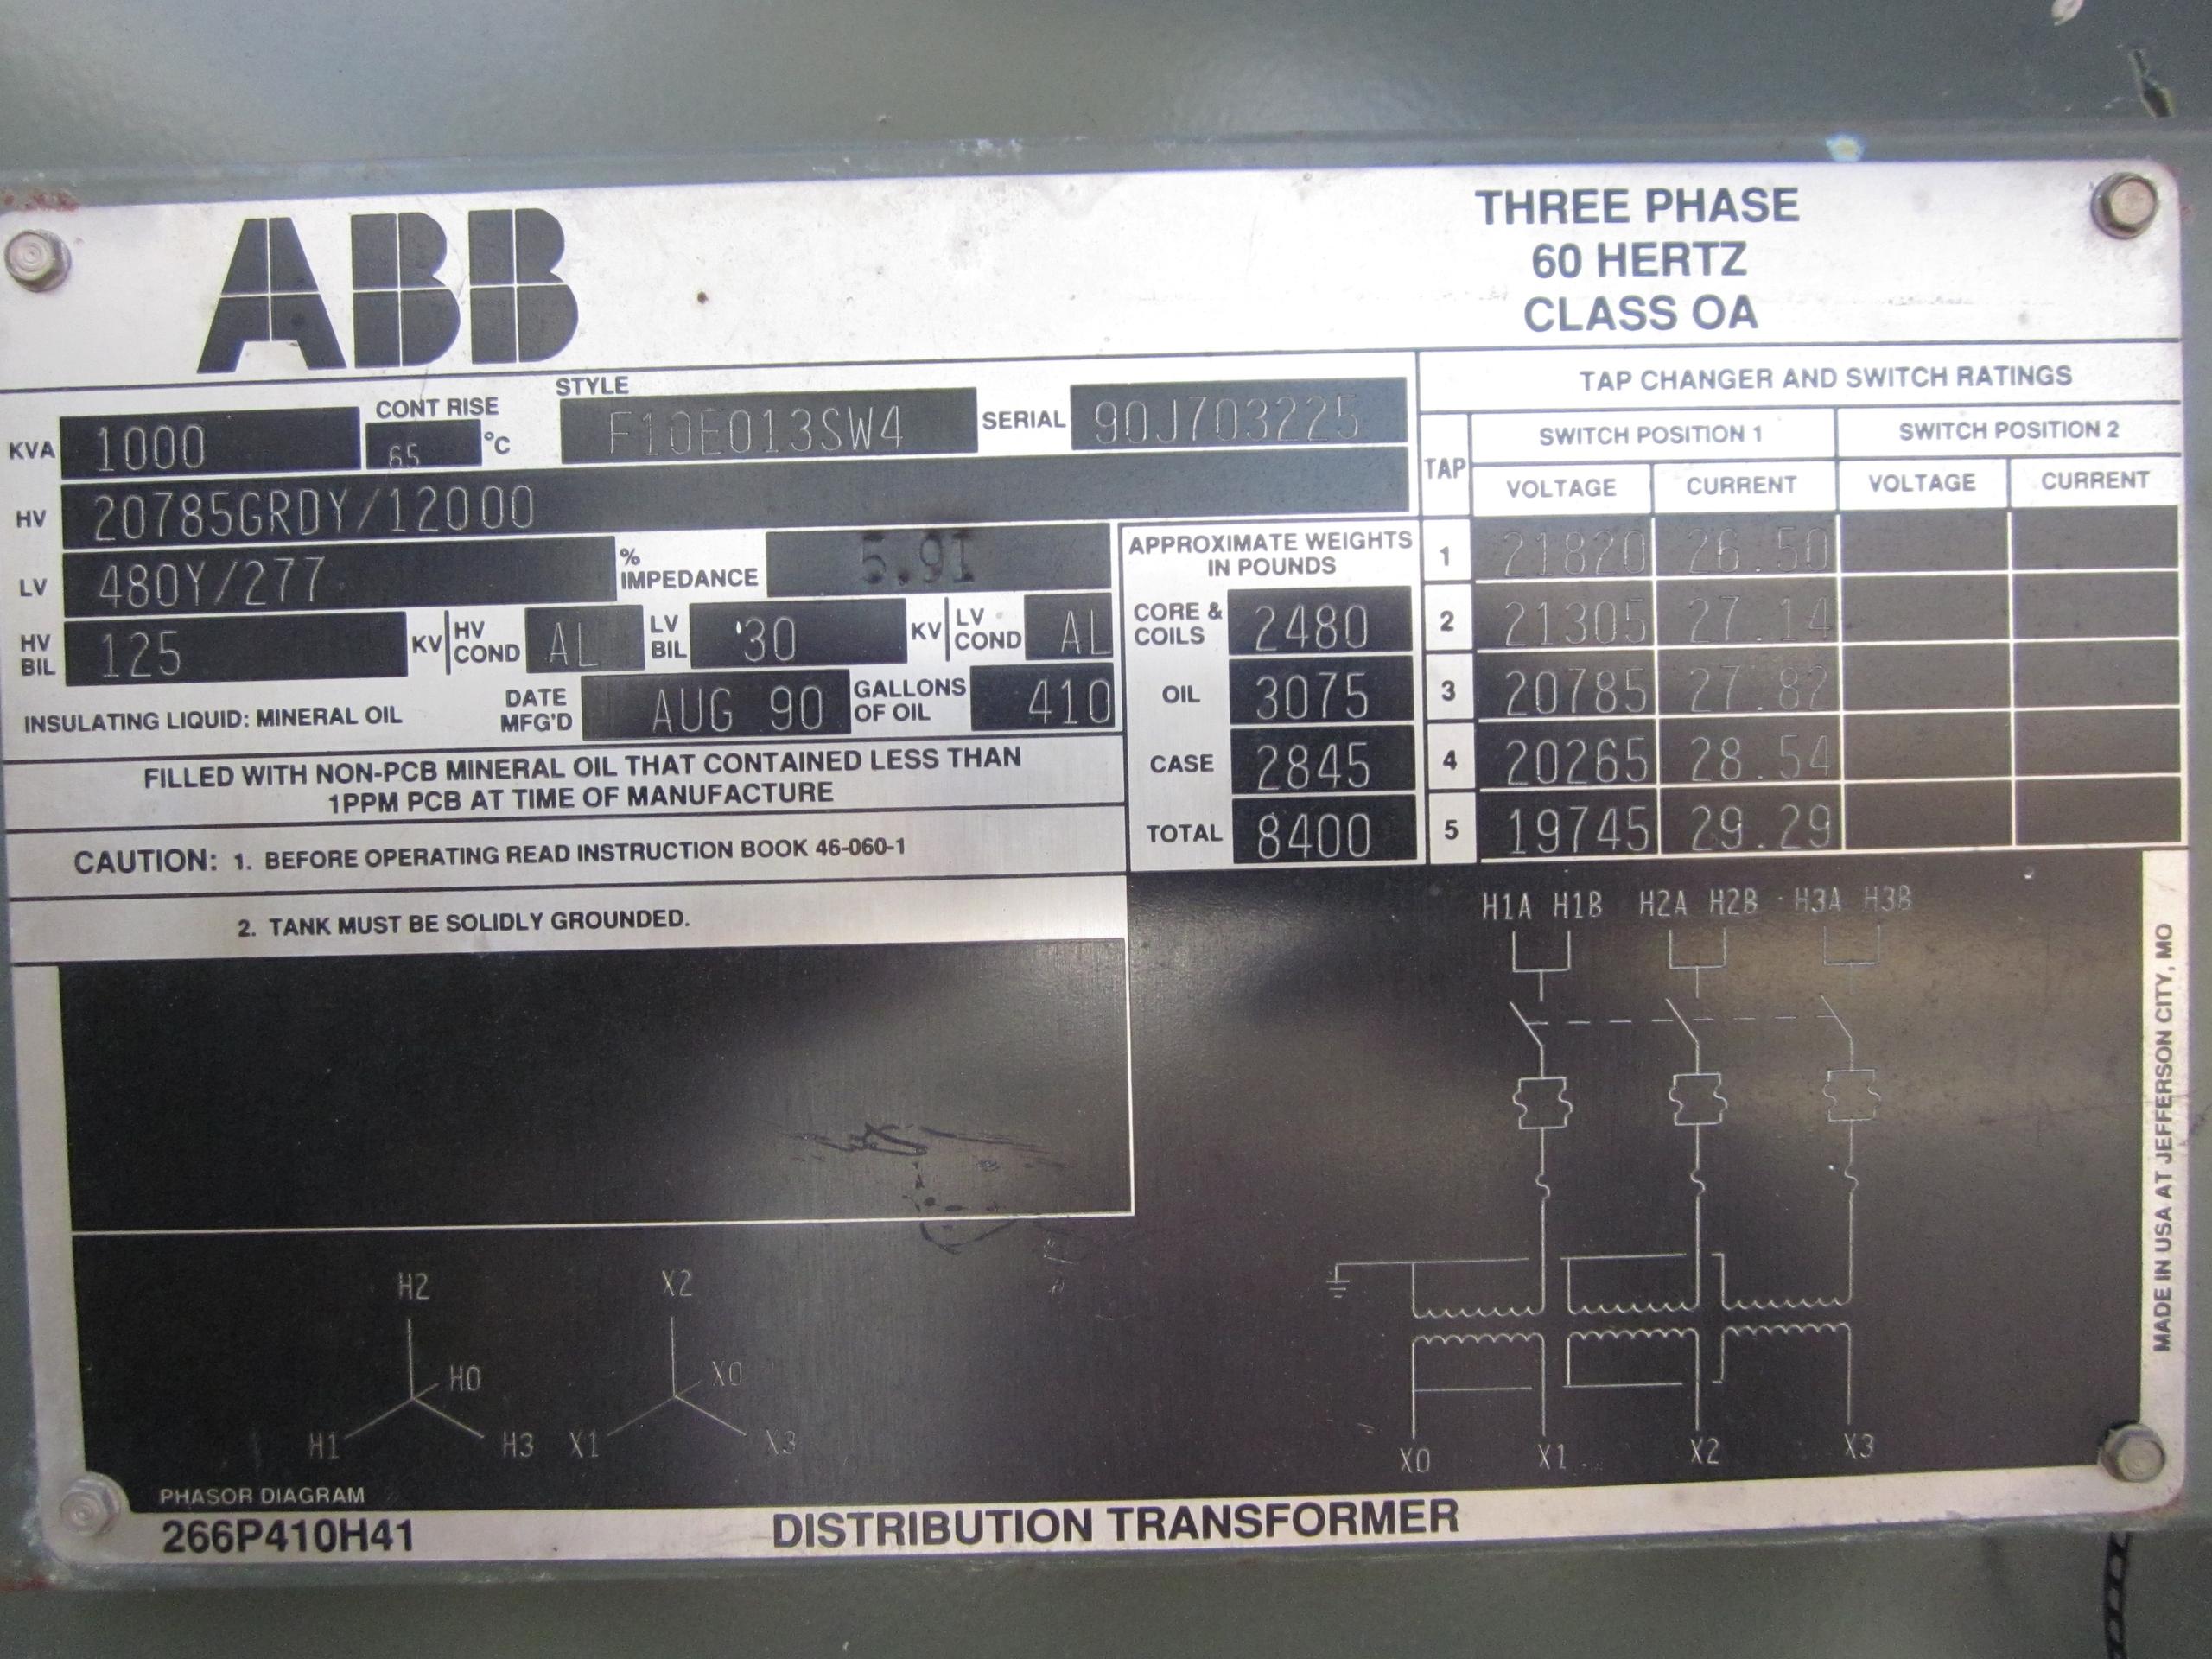 ABB
THREE PHASE
60 HERTZ
CLASS OA
KVA 1000 CONT RISE 65 °C STYLE F10E013SW4 SERIAL 90J703225
HV 20785GRDY/12000
LV 480Y/277 % IMPEDANCE 5.91
HV BIL 125 KV HV COND AL LV BIL 30 KV LV COND AL
INSULATING LIQUID: MINERAL OIL DATE MFG'D AUG 90 GALLONS OF OIL 410
FILLED WITH NON-PCB MINERAL OIL THAT CONTAINED LESS THAN
1PPM PCB AT TIME OF MANUFACTURE
CAUTION: 1. BEFORE OPERATING READ INSTRUCTION BOOK 46-060-1
2. TANK MUST BE SOLIDLY GROUNDED.
APPROXIMATE WEIGHTS
IN POUNDS
CORE & COILS 2480
OIL 3075
CASE 2845
TOTAL 8400
TAP CHANGER AND SWITCH RATINGS
TAP SWITCH POSITION 1 SWITCH POSITION 2
VOLTAGE CURRENT VOLTAGE CURRENT
1 21820 26.50
2 21305 27.14
3 20785 27.82
4 20265 28.54
5 19745 29.29
H1A H1B H2A H2B H3A H3B
X0 X1 X2 X3
H2 X2
H0 X0
H1 H3 X1 X3
PHASOR DIAGRAM
266P410H41
DISTRIBUTION TRANSFORMER
MADE IN USA AT JEFFERSON CITY, MO